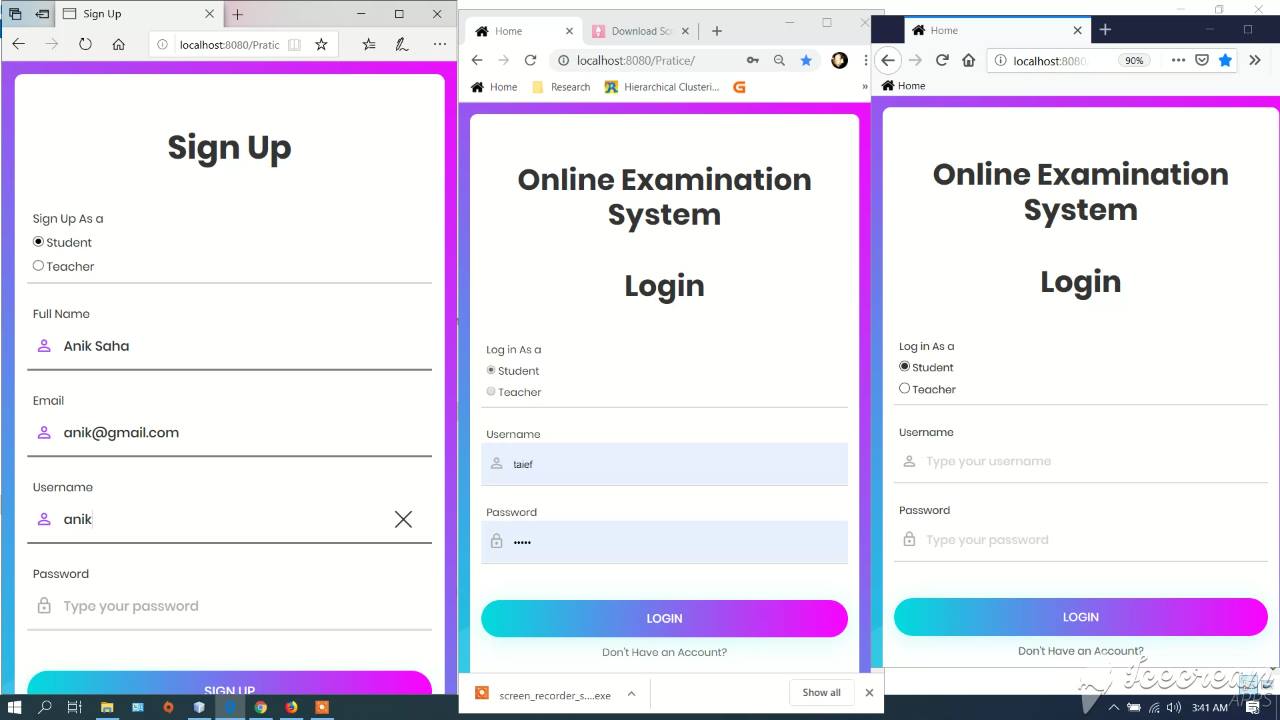 Sign Up
localhost:8080/Pratic
Sign Up
Sign Up As a
Student
Teacher
Full Name
Anik Saha
Email
anik@gmail.com
Username
anik
Password
Type your password
SIGN UP
Home
Download Scr
localhost:8080/Pratice/
Home
Research
Hierarchical Clusteri...
»
Online Examination
System
Login
Log in As a
Student
Teacher
Username
taief
Password
•••••
LOGIN
Don't Have an Account?
screen_recorder_s....exe
Show all
Home
localhost:8080
90%
Home
Online Examination
System
Login
Log in As a
Student
Teacher
Username
Type your username
Password
Type your password
LOGIN
Don't Have an Account?
Icecream
APPS
3:41 AM